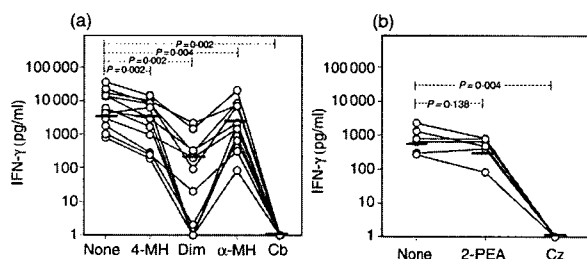 (a)
P = 0·002
P = 0·004
P = 0·002
P = 0·002
IFN-γ (pg/ml)
100 000
10 000
1000
100
10
1
None 4-MH Dim α-MH Cb
(b)
P = 0·004
P = 0·138
IFN-γ (pg/ml)
100 000
10 000
1000
100
10
1
None 2-PEA Cz